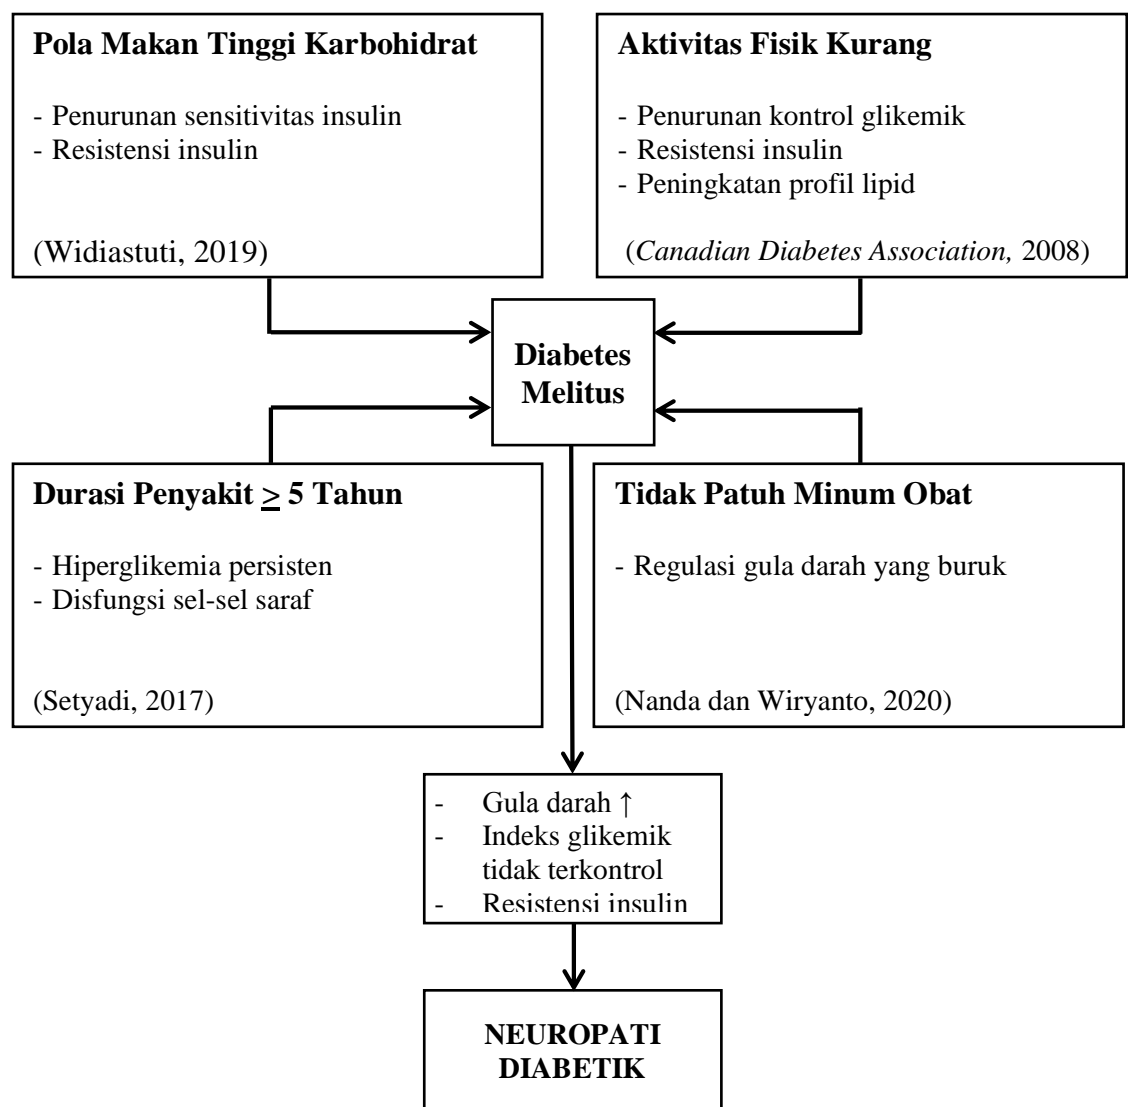 Pola Makan Tinggi Karbohidrat
- Penurunan sensitivitas insulin
- Resistensi insulin
(Widiastuti, 2019)
Aktivitas Fisik Kurang
- Penurunan kontrol glikemik
- Resistensi insulin
- Peningkatan profil lipid
(Canadian Diabetes Association, 2008)
Diabetes
Melitus
Durasi Penyakit ≥ 5 Tahun
- Hiperglikemia persisten
- Disfungsi sel-sel saraf
(Setyadi, 2017)
Tidak Patuh Minum Obat
- Regulasi gula darah yang buruk
(Nanda dan Wiryanto, 2020)
- Gula darah ↑
- Indeks glikemik
tidak terkontrol
- Resistensi insulin
NEUROPATI
DIABETIK